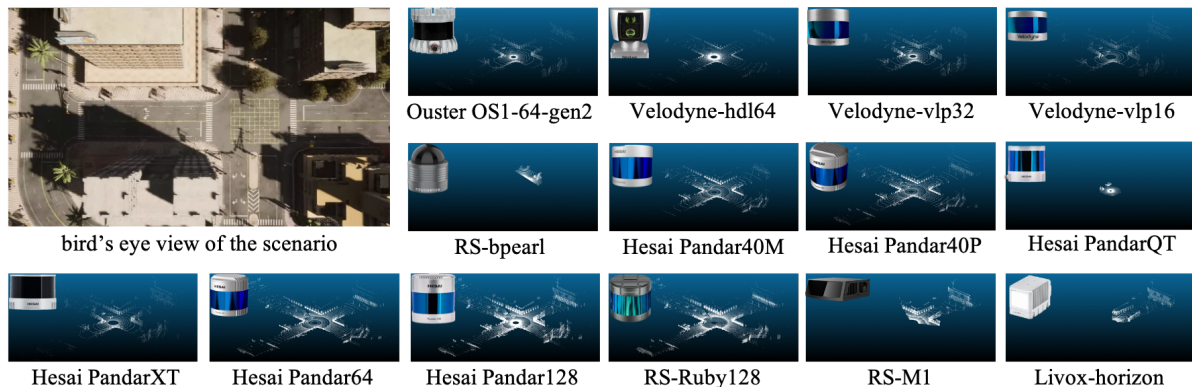 Ouster OS1-64-gen2
Velodyne-hdl64
Velodyne-vlp32
Velodyne-vlp16
bird's eye view of the scenario
RS-bpearl
Hesai Pandar40M
Hesai Pandar40P
Hesai PandarQT
Hesai PandarXT
Hesai Pandar64
Hesai Pandar128
RS-Ruby128
RS-M1
Livox-horizon